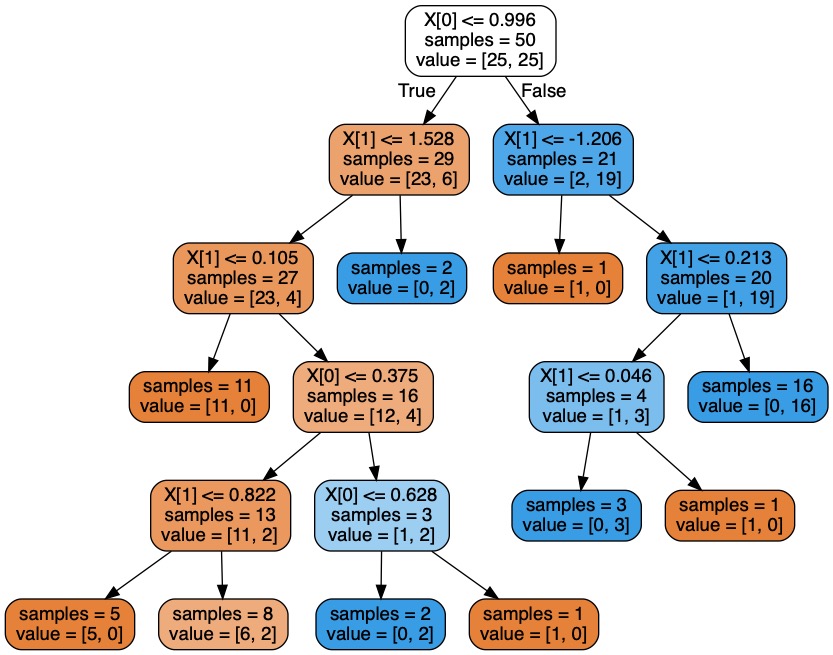 X[0] <= 0.996
samples = 50
value = [25, 25]
True
False
X[1] <= 1.528
samples = 29
value = [23, 6]
X[1] <= -1.206
samples = 21
value = [2, 19]
X[1] <= 0.105
samples = 27
value = [23, 4]
samples = 2
value = [0, 2]
samples = 1
value = [1, 0]
X[1] <= 0.213
samples = 20
value = [1, 19]
samples = 11
value = [11, 0]
X[0] <= 0.375
samples = 16
value = [12, 4]
X[1] <= 0.046
samples = 4
value = [1, 3]
samples = 16
value = [0, 16]
X[1] <= 0.822
samples = 13
value = [11, 2]
X[0] <= 0.628
samples = 3
value = [1, 2]
samples = 3
value = [0, 3]
samples = 1
value = [1, 0]
samples = 5
value = [5, 0]
samples = 8
value = [6, 2]
samples = 2
value = [0, 2]
samples = 1
value = [1, 0]